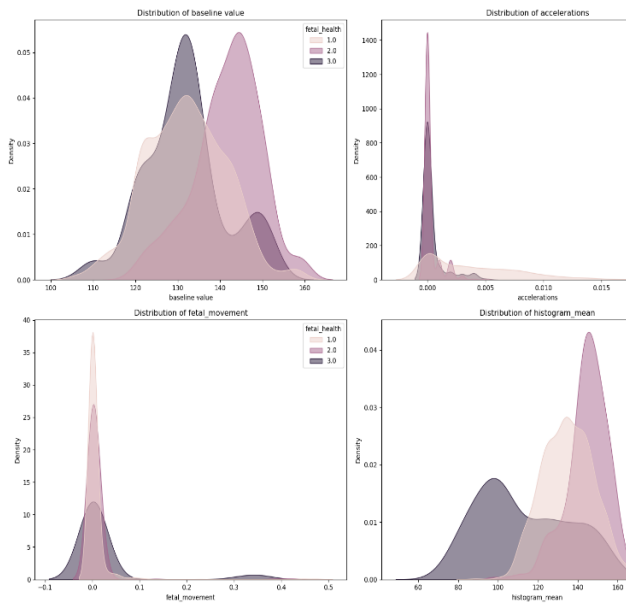 Distribution of baseline value
fetal_health
1.0
2.0
3.0
0.05
0.04
0.03
0.02
0.01
0.00
Density
100 110 120 130 140 150 160
baseline value
Distribution of accelerations
1400
1200
1000
800
600
400
200
0
Density
0.000 0.005 0.010 0.015
accelerations
Distribution of fetal_movement
fetal_health
1.0
2.0
3.0
40
35
30
25
20
15
10
5
0
Density
−0.1 0.0 0.1 0.2 0.3 0.4 0.5
fetal_movement
Distribution of histogram_mean
0.04
0.03
0.02
0.01
0.00
Density
60 80 100 120 140 160
histogram_mean